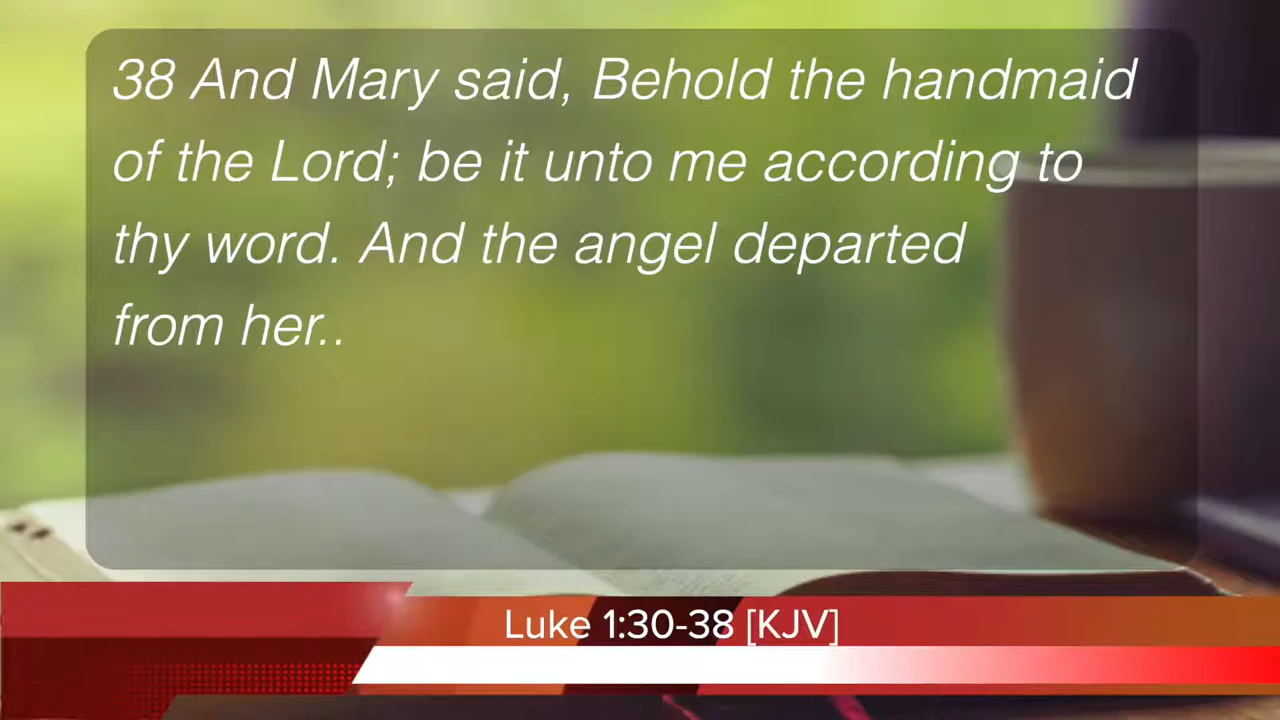 38 And Mary said, Behold the handmaid
of the Lord; be it unto me according to
thy word. And the angel departed
from her..
Luke 1:30-38 [KJV]